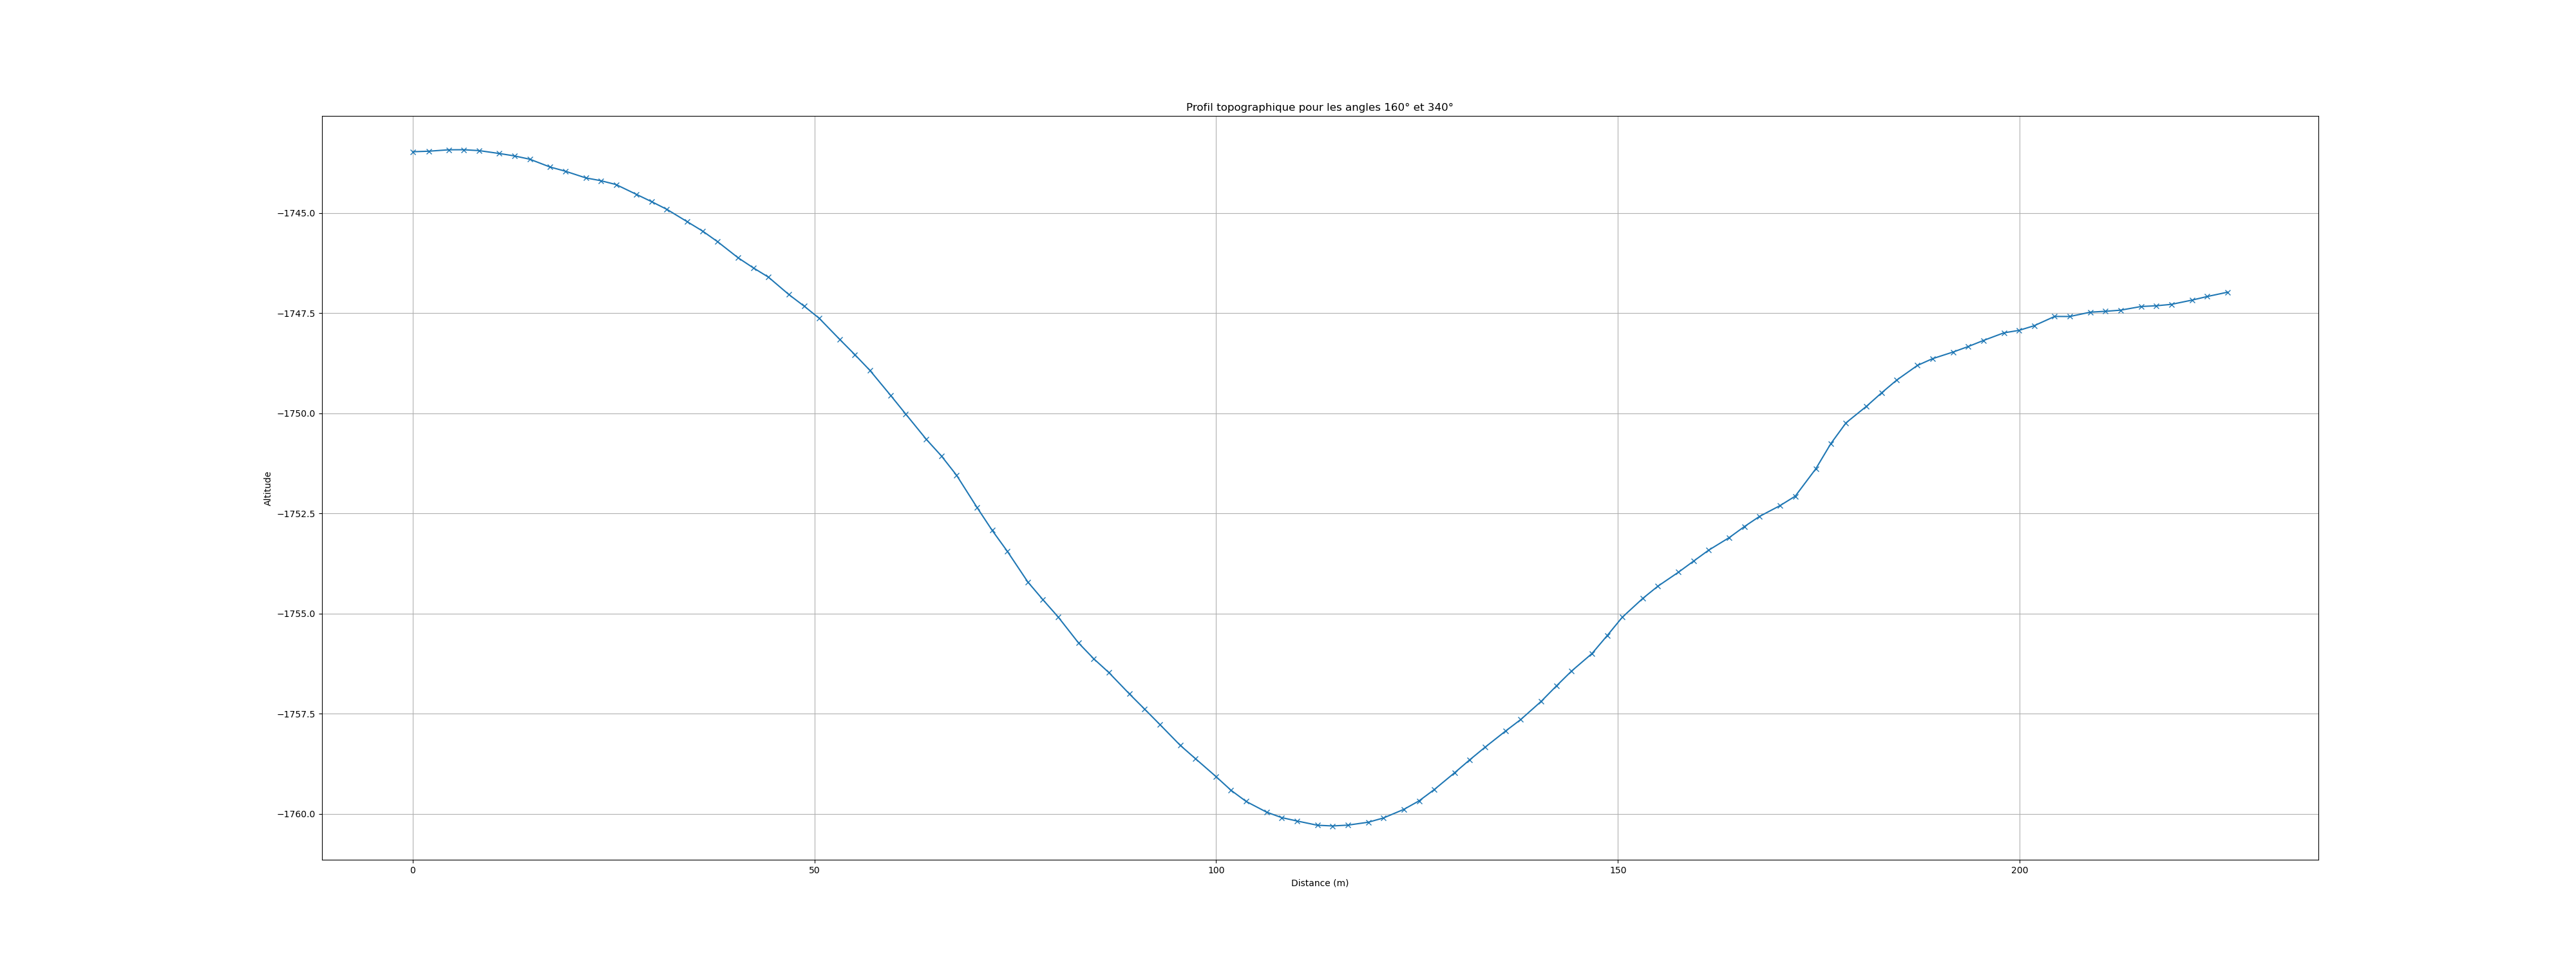 Profil topographique pour les angles 160° et 340°
Altitude
−1745.0
−1747.5
−1750.0
−1752.5
−1755.0
−1757.5
−1760.0
0 50 100 150 200
Distance (m)